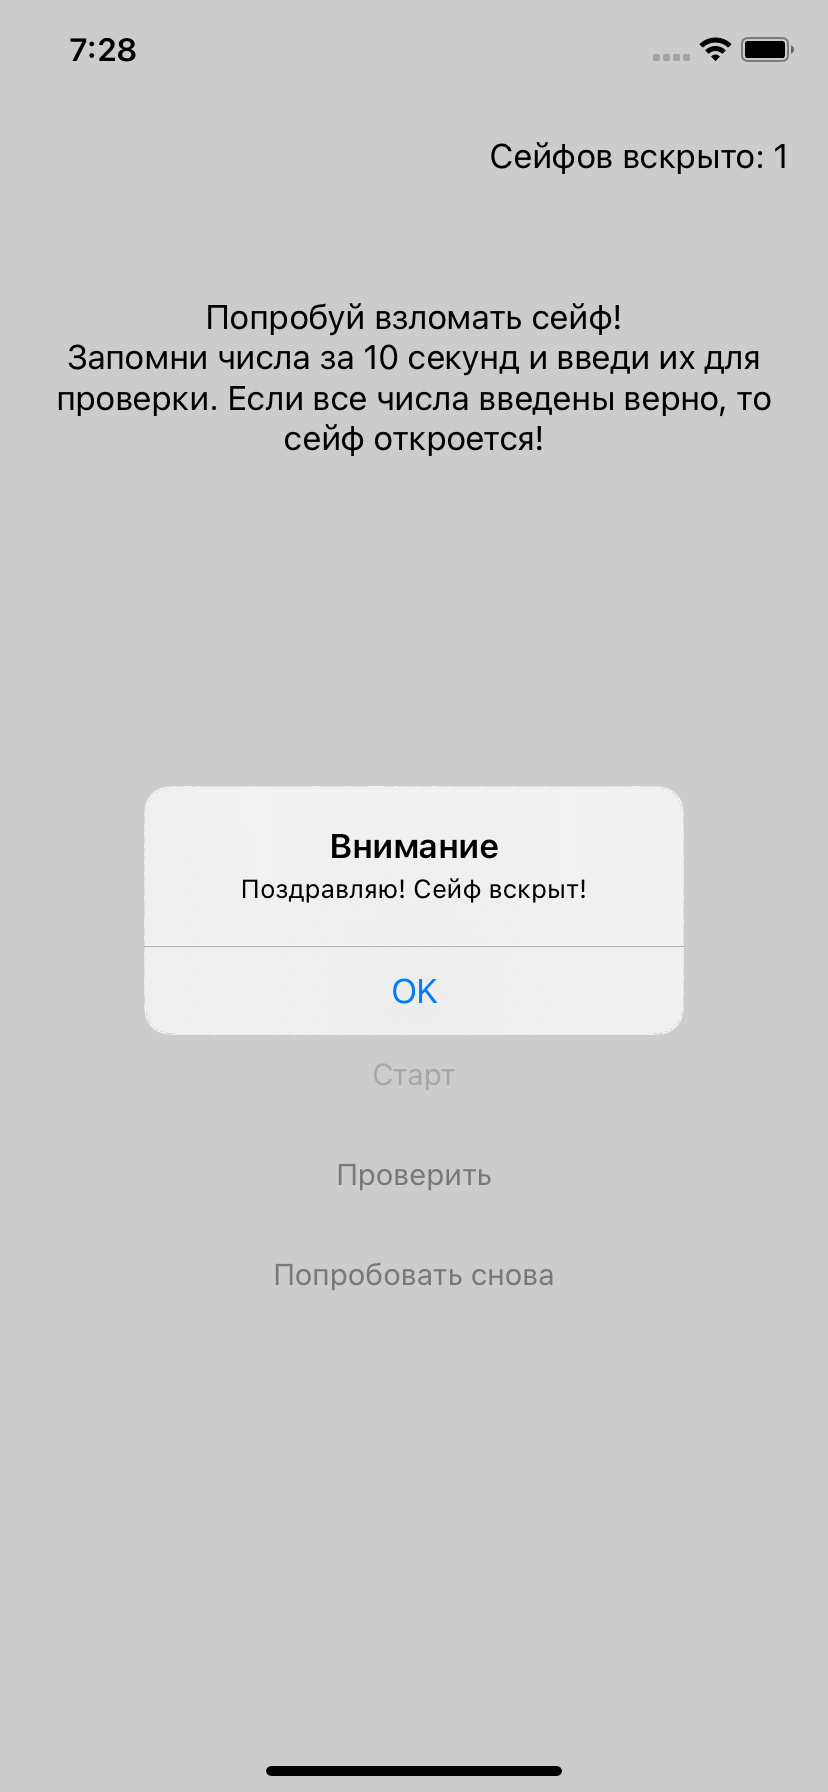 7:28
Сейфов вскрыто: 1
Попробуй взломать сейф!
Запомни числа за 10 секунд и введи их для
проверки. Если все числа введены верно, то
сейф откроется!
Внимание
Поздравляю! Сейф вскрыт!
OK
Старт
Проверить
Попробовать снова